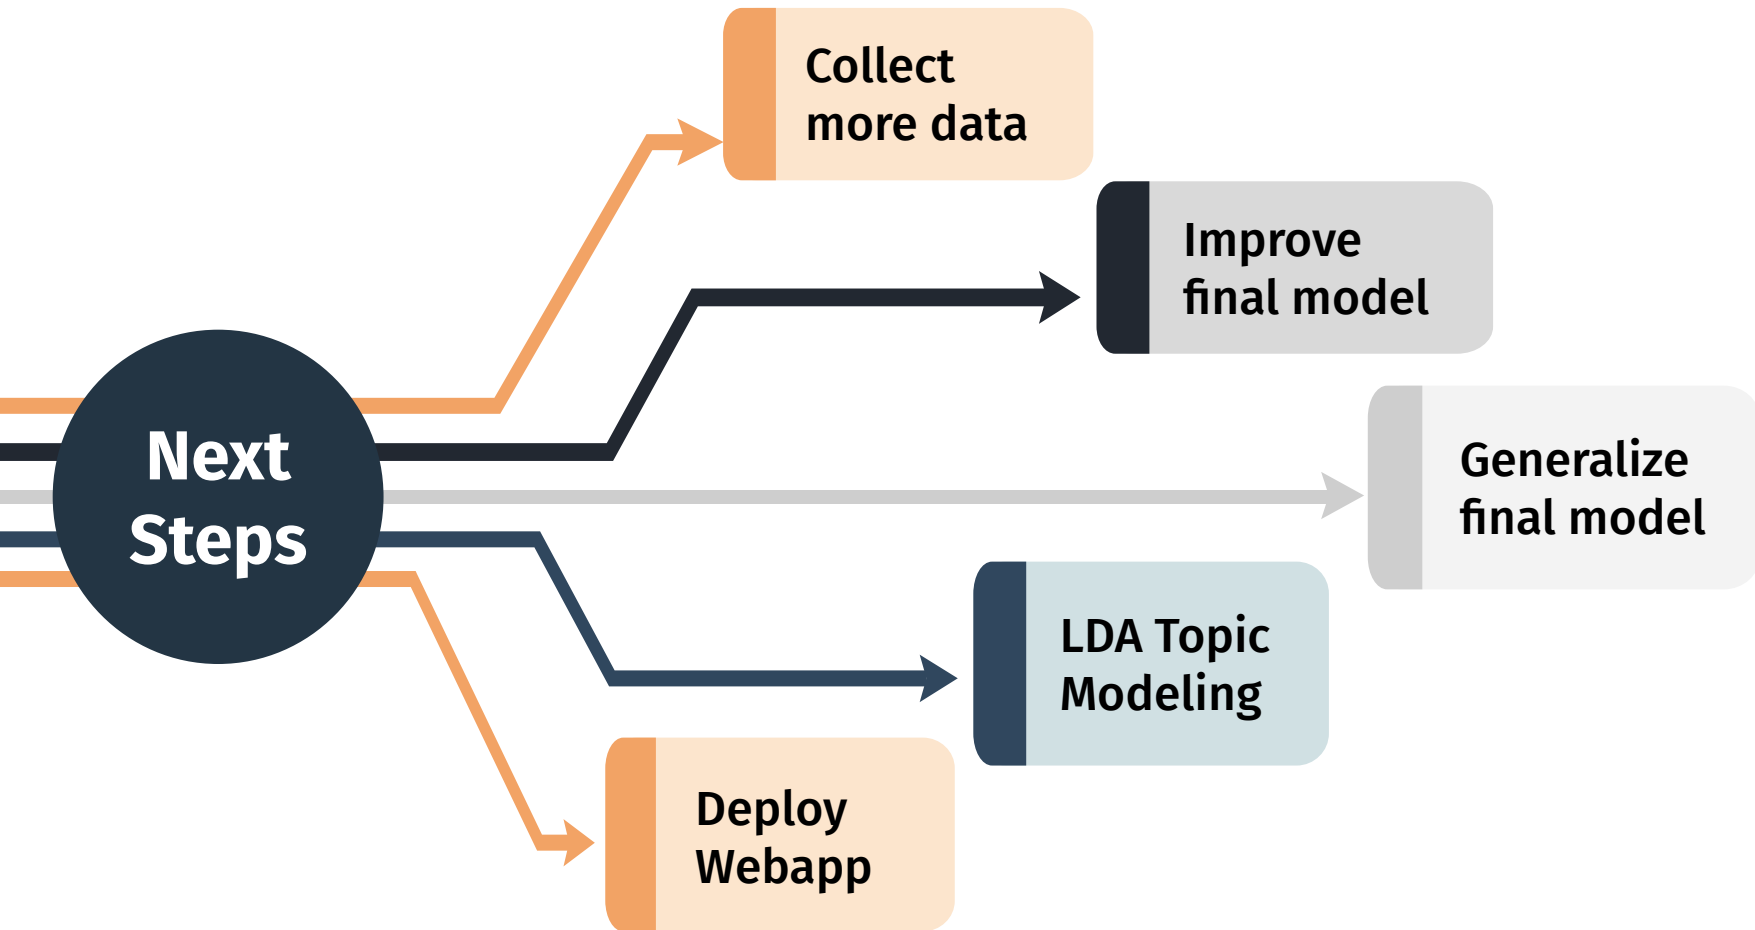 Next
Steps
Collect
more data
Improve
final model
Generalize
final model
LDA Topic
Modeling
Deploy
Webapp